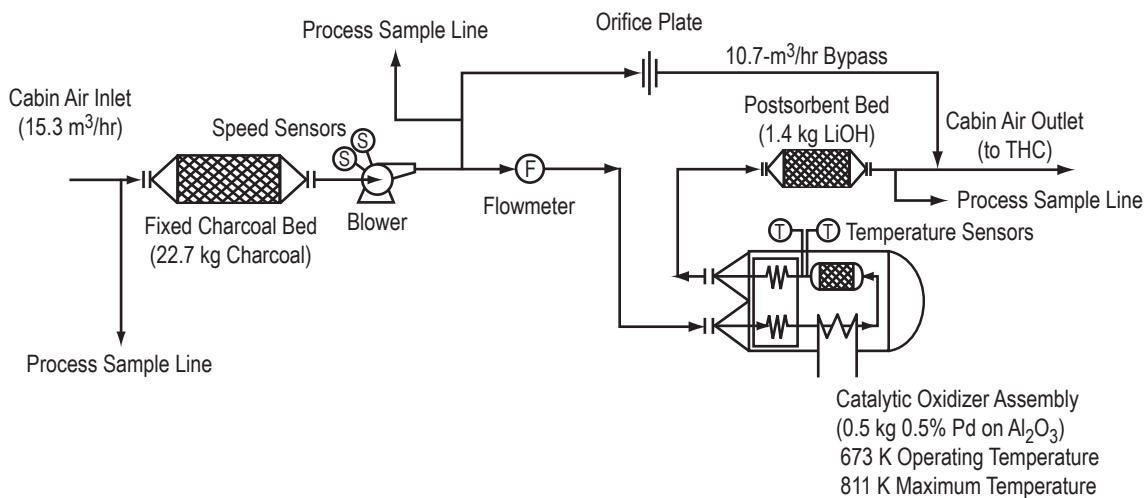 Process Sample Line
Orifice Plate
10.7-m³/hr Bypass
Cabin Air Inlet
(15.3 m³/hr)
Speed Sensors
S
S
Postsorbent Bed
(1.4 kg LiOH)
Cabin Air Outlet
(to THC)
F
Flowmeter
Blower
Fixed Charcoal Bed
(22.7 kg Charcoal)
Process Sample Line
T
T
Temperature Sensors
Process Sample Line
Catalytic Oxidizer Assembly
(0.5 kg 0.5% Pd on Al₂O₃)
673 K Operating Temperature
811 K Maximum Temperature